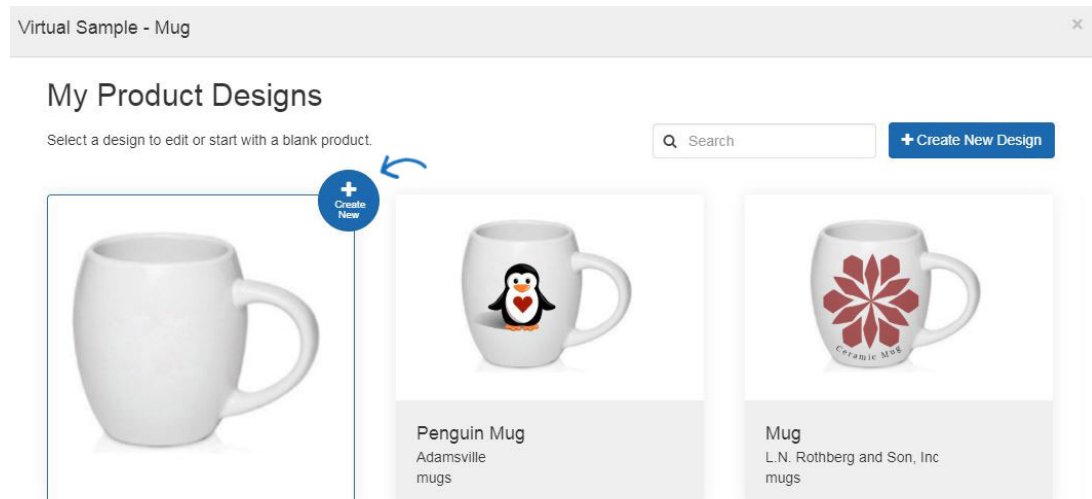 Virtual Sample - Mug
×
My Product Designs
Select a design to edit or start with a blank product.
Search
+ Create New Design
+
Create
New
Ceramic Mug
Penguin Mug
Adamsville
mugs
Mug
L.N. Rothberg and Son, Inc
mugs